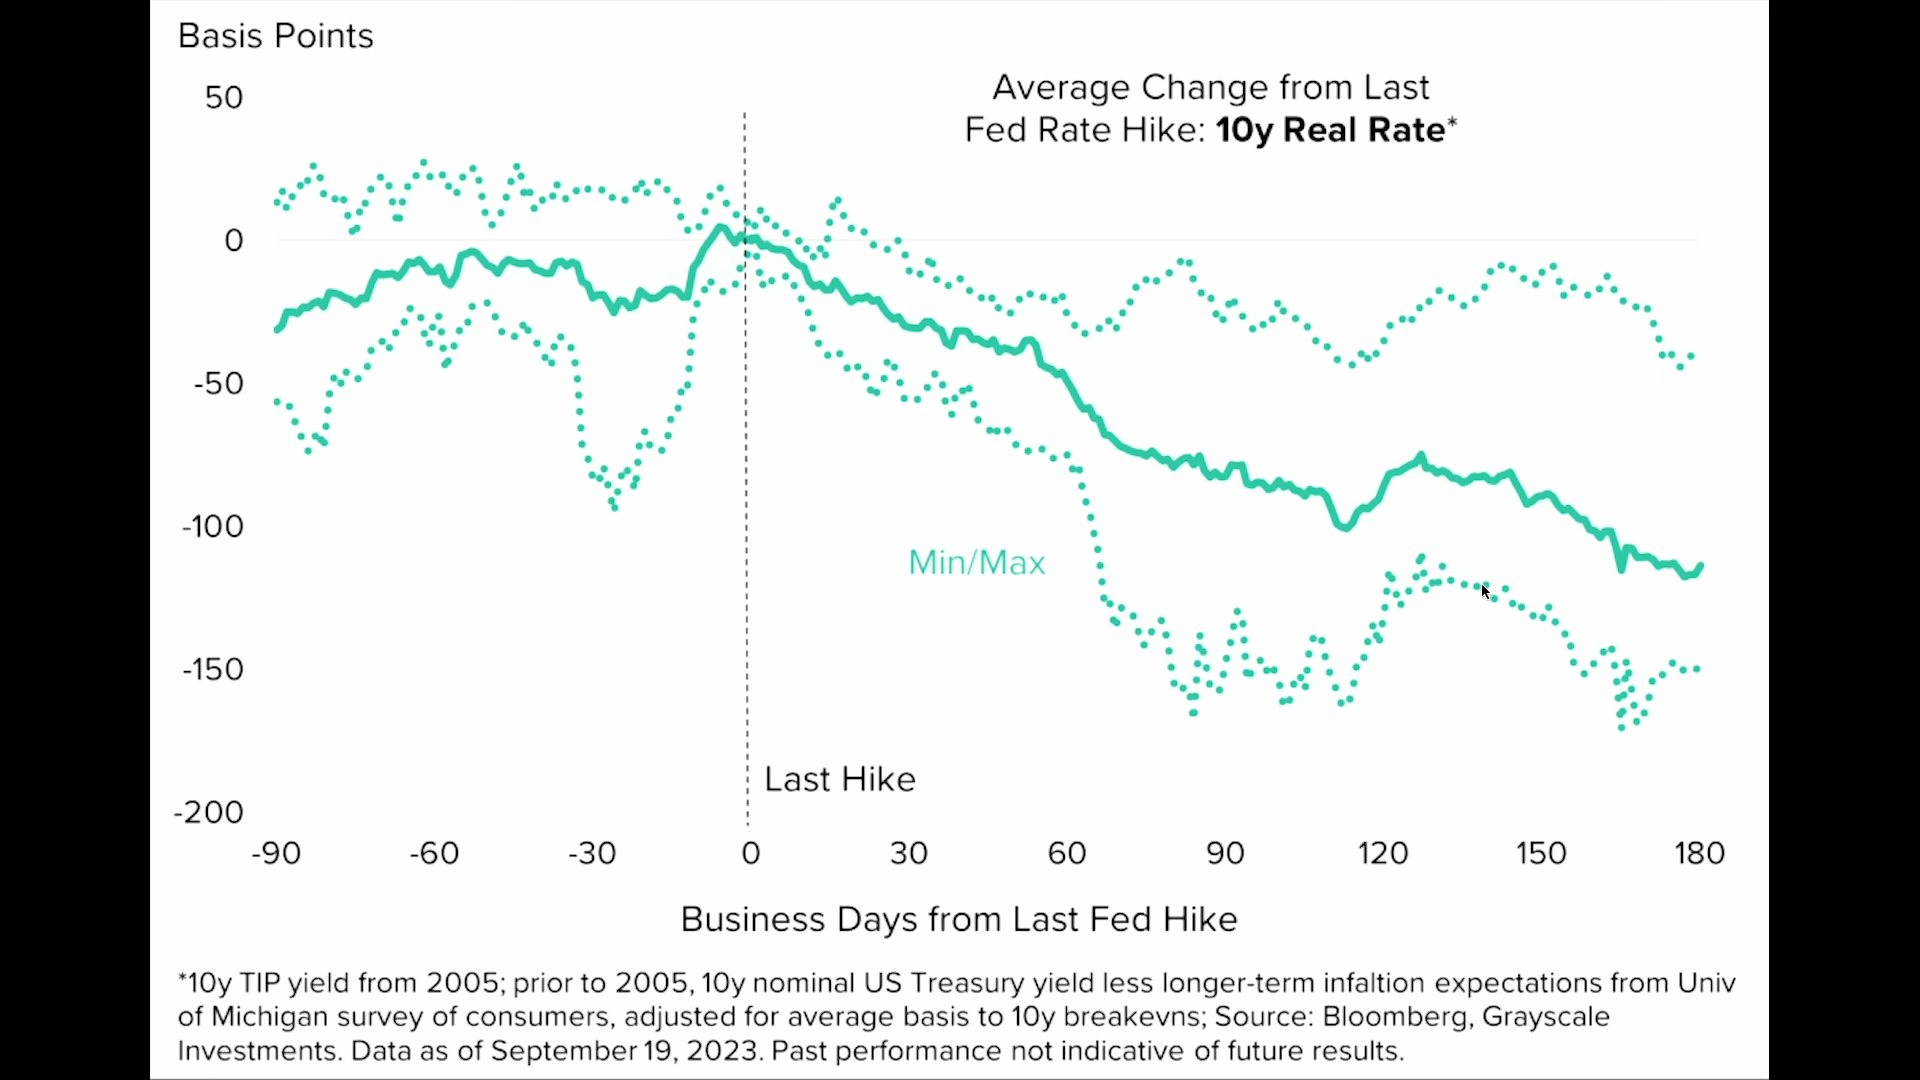 Basis Points
Average Change from Last
Fed Rate Hike: 10y Real Rate*
50
0
-50
-100
-150
-200
Min/Max
Last Hike
-90 -60 -30 0 30 60 90 120 150 180
Business Days from Last Fed Hike
*10y TIP yield from 2005; prior to 2005, 10y nominal US Treasury yield less longer-term infaltion expectations from Univ
of Michigan survey of consumers, adjusted for average basis to 10y breakevns; Source: Bloomberg, Grayscale
Investments. Data as of September 19, 2023. Past performance not indicative of future results.